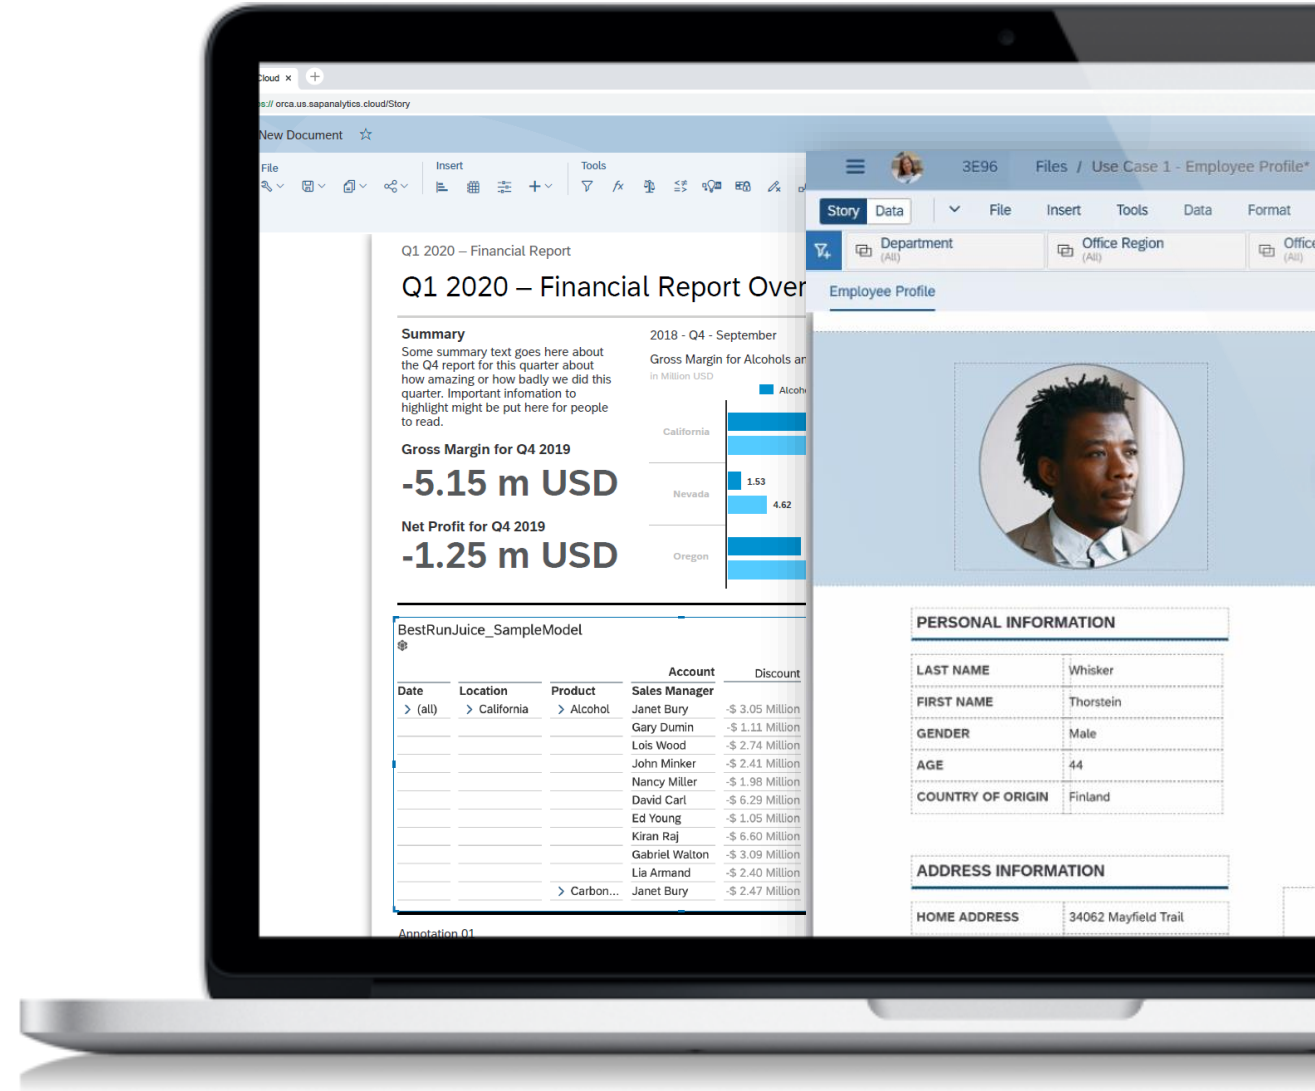 Cloud × +
s:// orca.us.sapanalytics.cloud/Story
New Document
File Insert Tools
Q1 2020 – Financial Report
Q1 2020 – Financial Report Over
Summary
Some summary text goes here about
the Q4 report for this quarter about
how amazing or how badly we did this
quarter. Important infomation to
highlight might be put here for people
to read.
Gross Margin for Q4 2019
-5.15 m USD
Net Profit for Q4 2019
-1.25 m USD
2018 - Q4 - September
Gross Margin for Alcohols an
in Million USD
Alcoho
California
Nevada 1.53
4.62
Oregon
BestRunJuice_SampleModel
Account Discount
Date Location Product Sales Manager
(all) California Alcohol Janet Bury -$ 3.05 Million
Gary Dumin -$ 1.11 Million
Lois Wood -$ 2.74 Million
John Minker -$ 2.41 Million
Nancy Miller -$ 1.98 Million
David Carl -$ 6.29 Million
Ed Young -$ 1.05 Million
Kiran Raj -$ 6.60 Million
Gabriel Walton -$ 3.09 Million
Lia Armand -$ 2.40 Million
Carbon... Janet Bury -$ 2.47 Million
Annotation 01
3E96 Files / Use Case 1 - Employee Profile*
Story Data File Insert Tools Data Format
Department Office Region Office
(All) (All) (All)
Employee Profile
PERSONAL INFORMATION
LAST NAME Whisker
FIRST NAME Thorstein
GENDER Male
AGE 44
COUNTRY OF ORIGIN Finland
ADDRESS INFORMATION
HOME ADDRESS 34062 Mayfield Trail